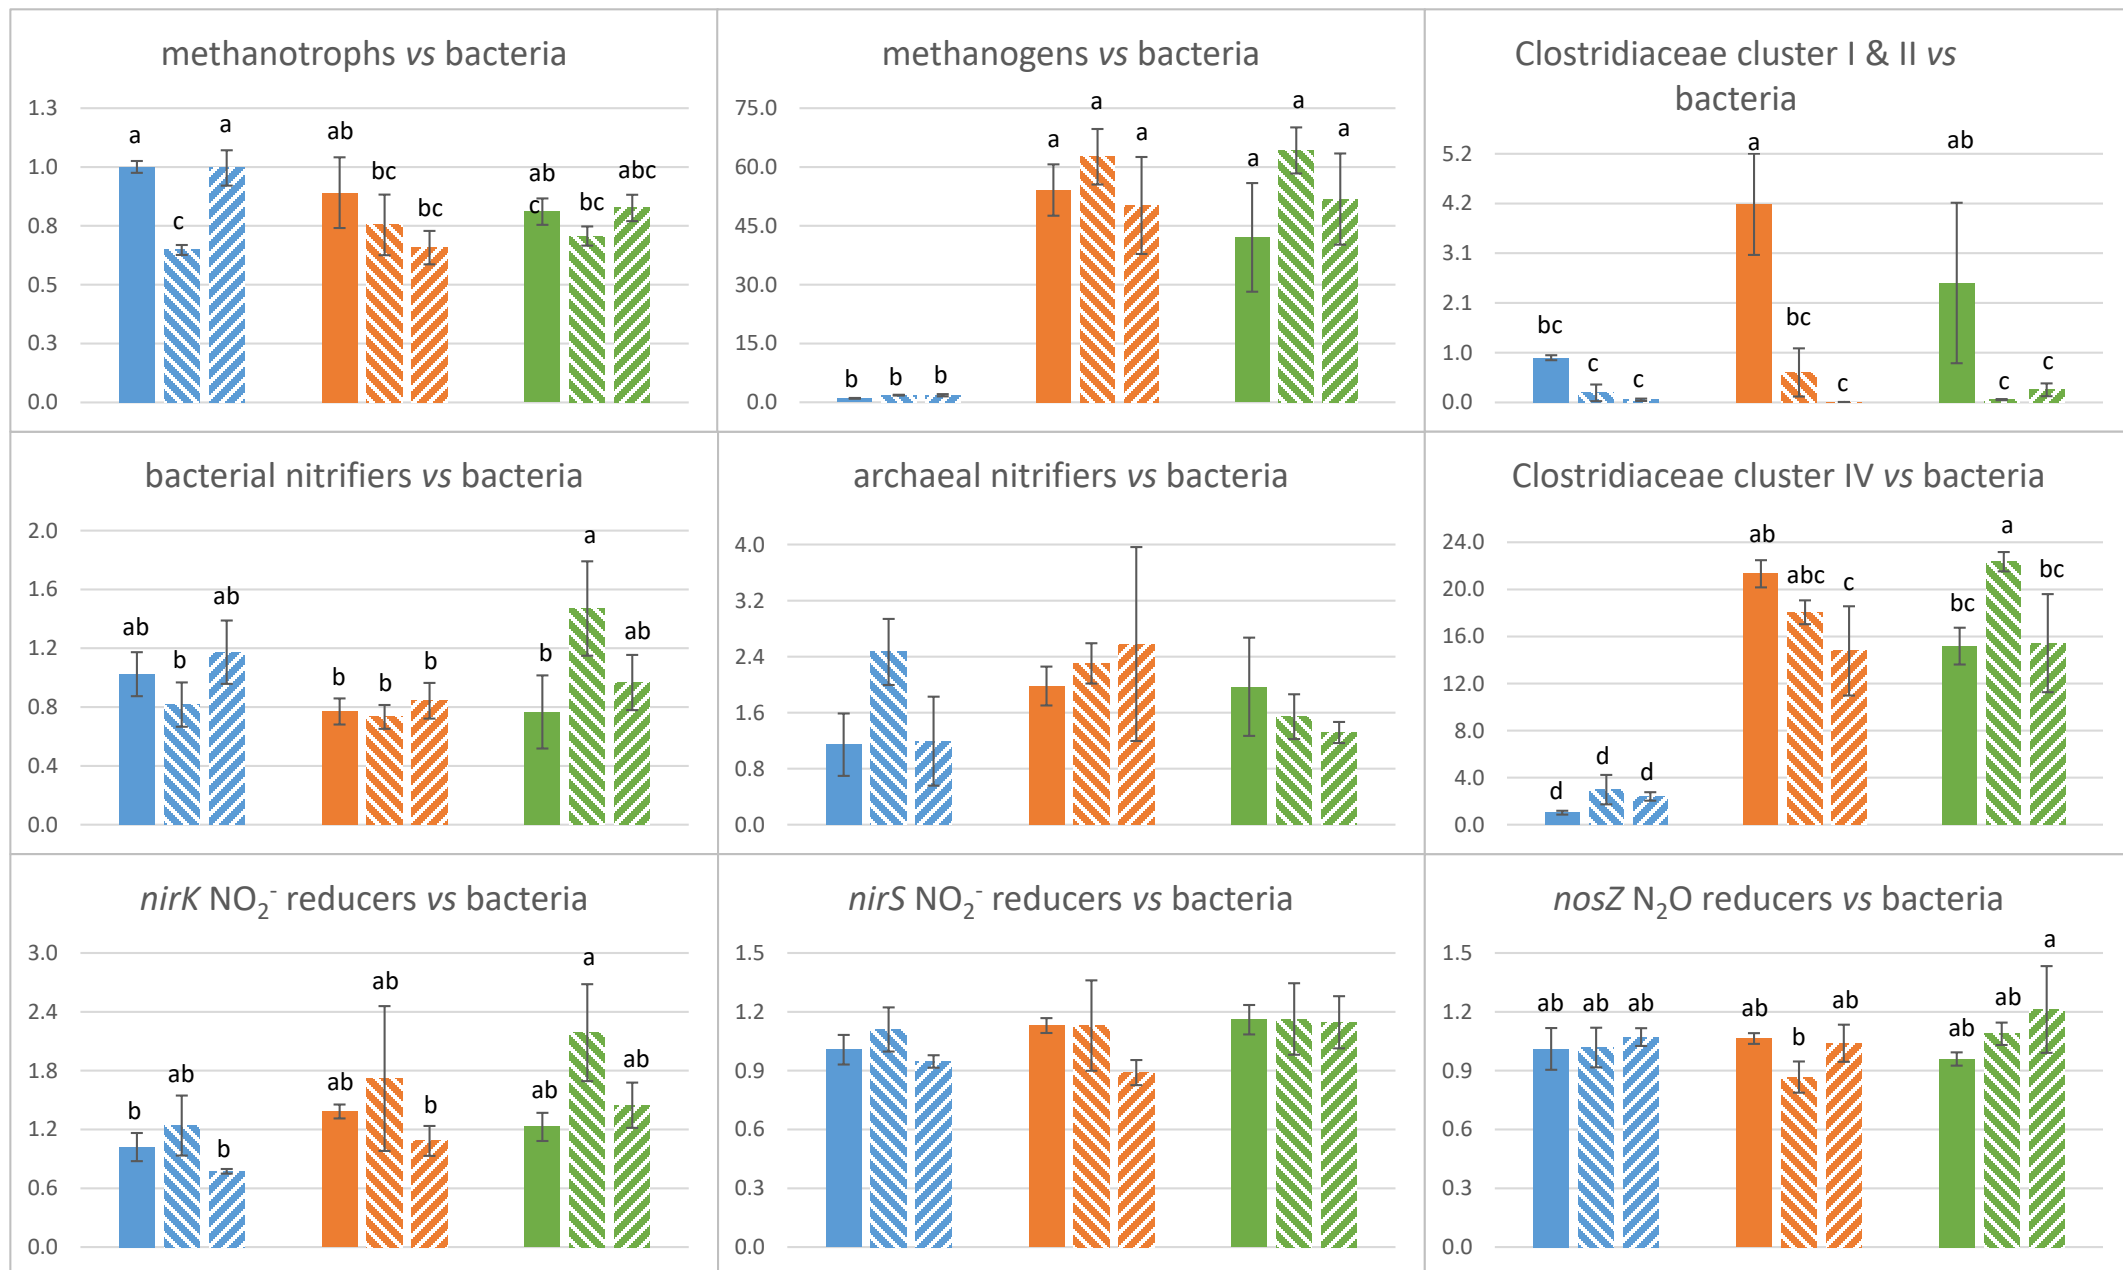 methanotrophs vs bacteria
1.3
1.0
0.8
0.5
0.3
0.0
a
c
a
ab
bc
bc
ab
c
bc
abc
methanogens vs bacteria
75.0
60.0
45.0
30.0
15.0
0.0
b
b
b
a
a
a
a
a
a
Clostridiaceae cluster I & II vs
bacteria
5.2
4.2
3.1
2.1
1.0
0.0
bc
c
c
a
bc
c
ab
c
c
bacterial nitrifiers vs bacteria
2.0
1.6
1.2
0.8
0.4
0.0
ab
b
ab
b
b
b
b
a
ab
archaeal nitrifiers vs bacteria
4.0
3.2
2.4
1.6
0.8
0.0
Clostridiaceae cluster IV vs bacteria
24.0
20.0
16.0
12.0
8.0
4.0
0.0
d
d
d
ab
abc
c
bc
a
bc
nirK NO₂⁻ reducers vs bacteria
3.0
2.4
1.8
1.2
0.6
0.0
b
ab
b
ab
ab
b
ab
a
ab
nirS NO₂⁻ reducers vs bacteria
1.5
1.2
0.9
0.6
0.3
0.0
nosZ N₂O reducers vs bacteria
1.5
1.2
0.9
0.6
0.3
0.0
ab
ab
ab
ab
b
ab
ab
ab
a